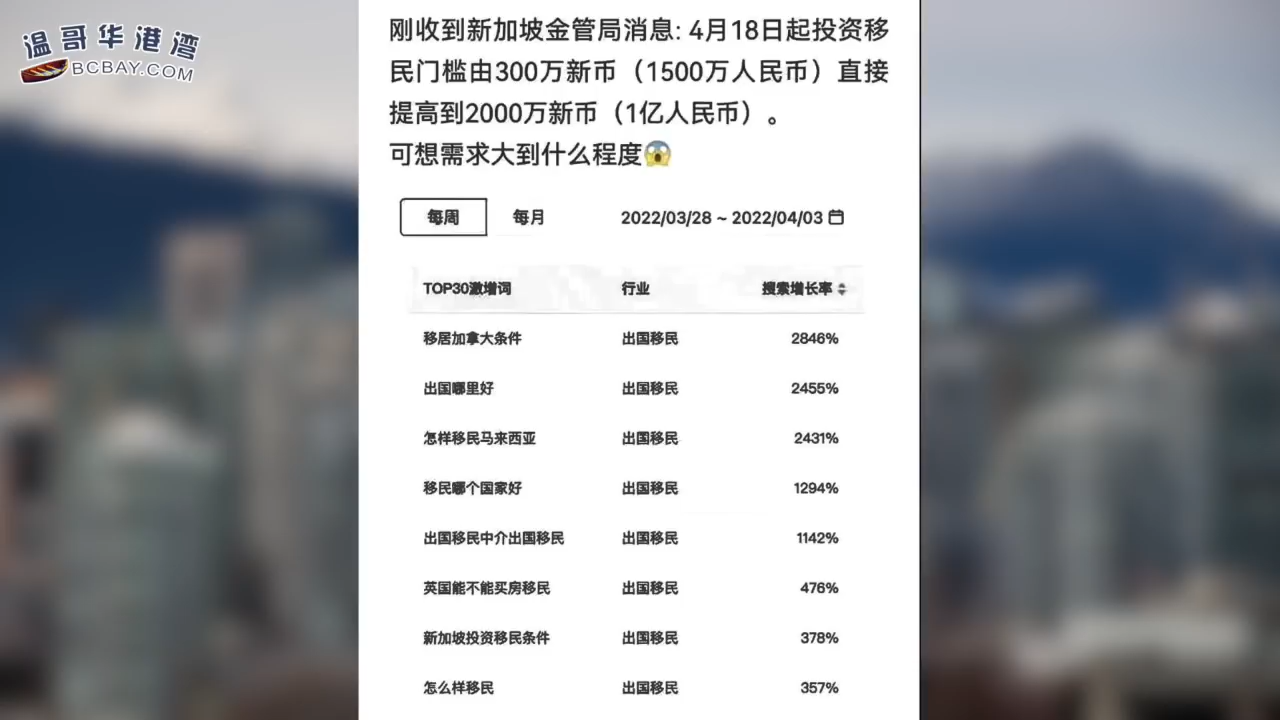 温哥华港湾
BCBAY.COM
刚收到新加坡金管局消息: 4月18日起投资移
民门槛由300万新币（1500万人民币）直接
提高到2000万新币（1亿人民币）。
可想需求大到什么程度😱
每周 每月 2022/03/28 ~ 2022/04/03
TOP30激增词 行业 搜索增长率
移居加拿大条件 出国移民 2846%
出国哪里好 出国移民 2455%
怎样移民马来西亚 出国移民 2431%
移民哪个国家好 出国移民 1294%
出国移民中介出国移民 出国移民 1142%
英国能不能买房移民 出国移民 476%
新加坡投资移民条件 出国移民 378%
怎么样移民 出国移民 357%